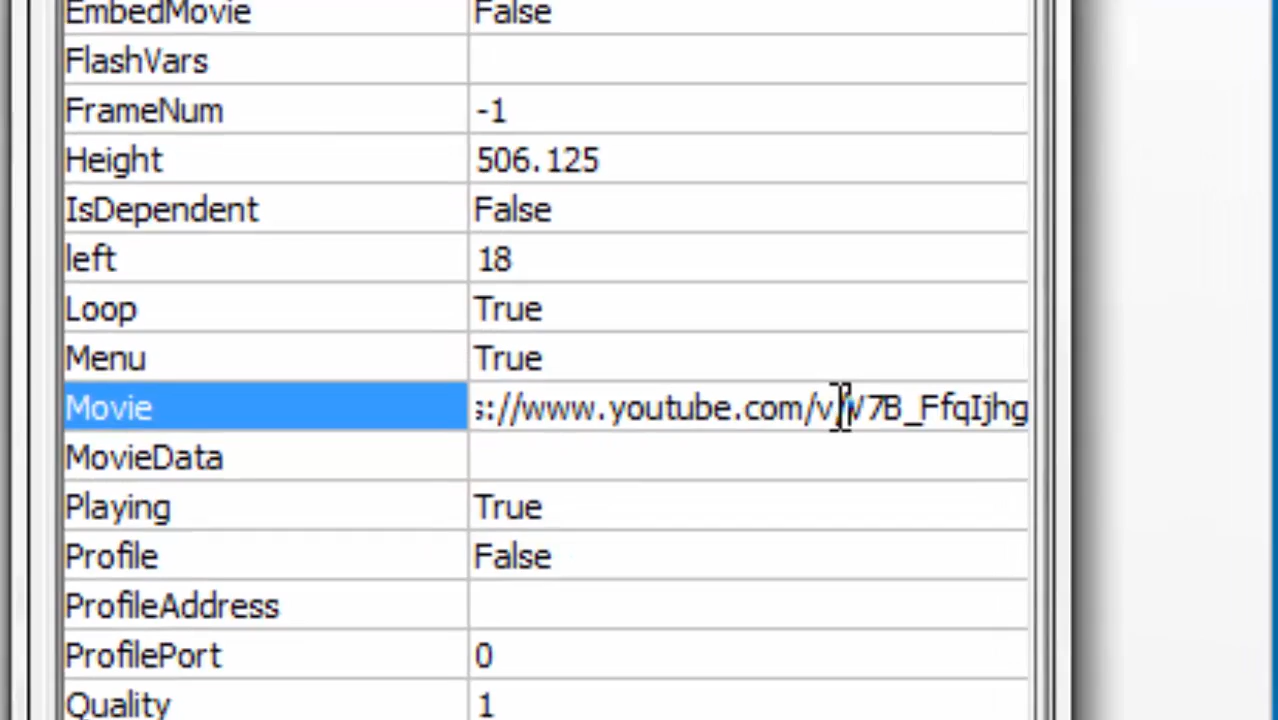 EmbedMovie False
FlashVars
FrameNum -1
Height 506.125
IsDependent False
left 18
Loop True
Menu True
Movie s://www.youtube.com/v/
MovieData
Playing True
Profile False
ProfileAddress
ProfilePort 0
Quality 1